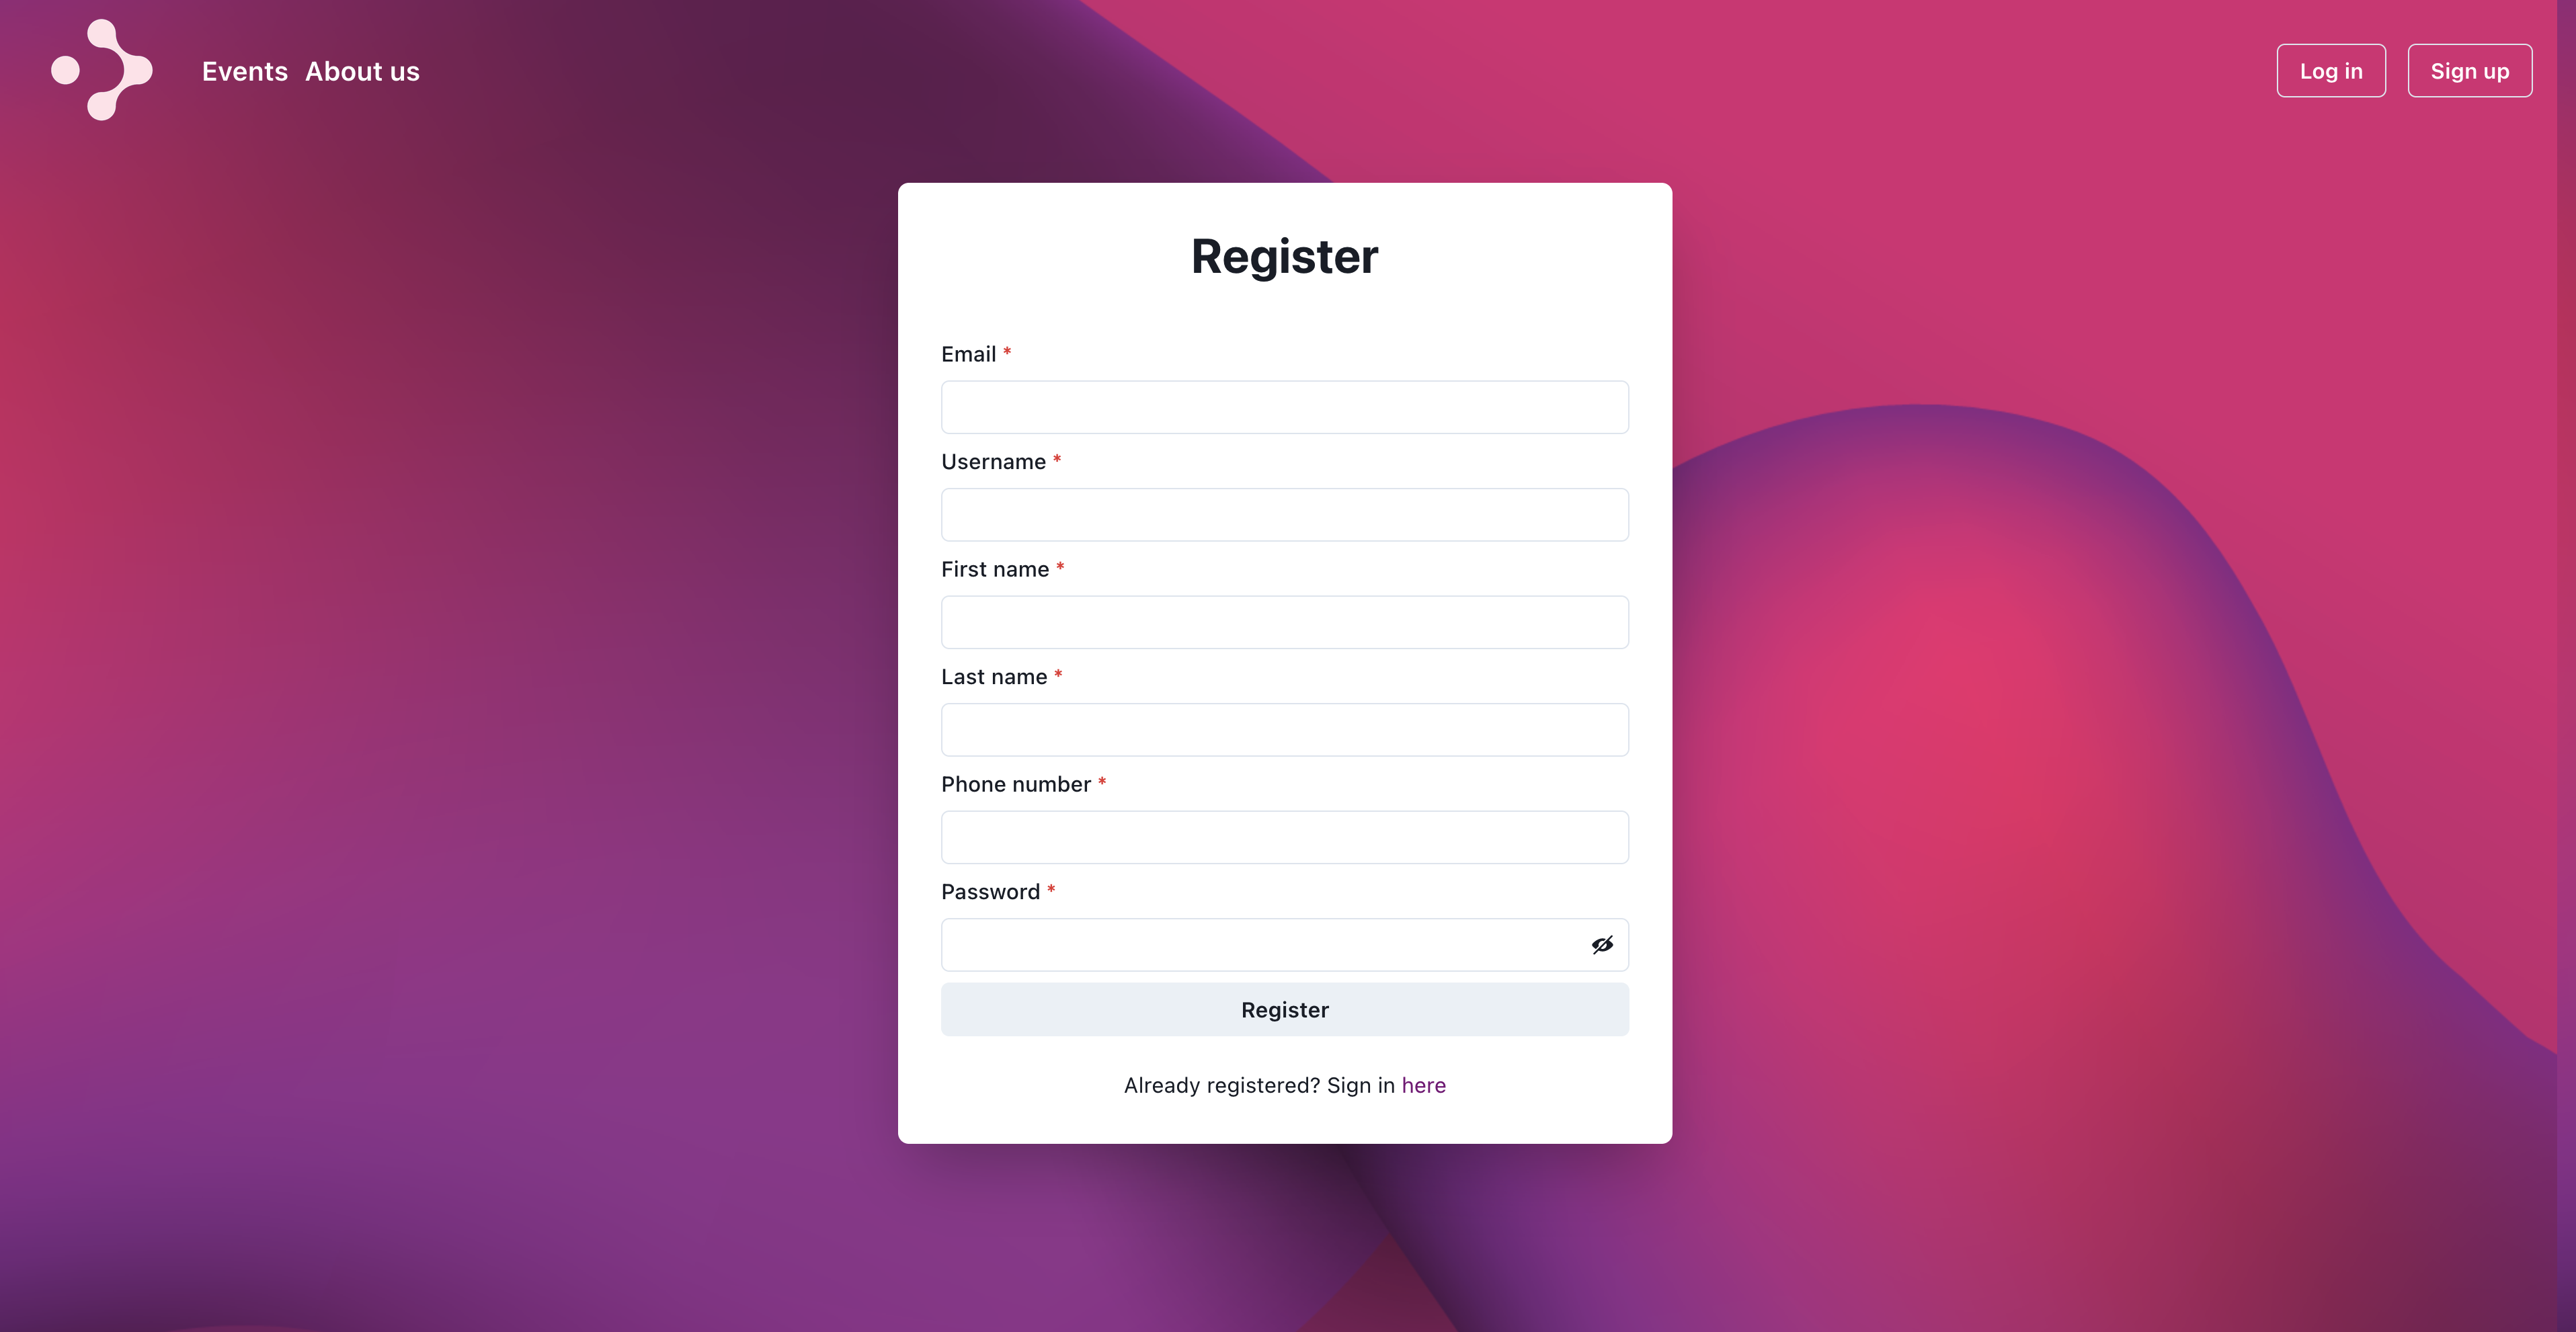 Events About us
Log in Sign up
Register
Email *
Username *
First name *
Last name *
Phone number *
Password *
Register
Already registered? Sign in here